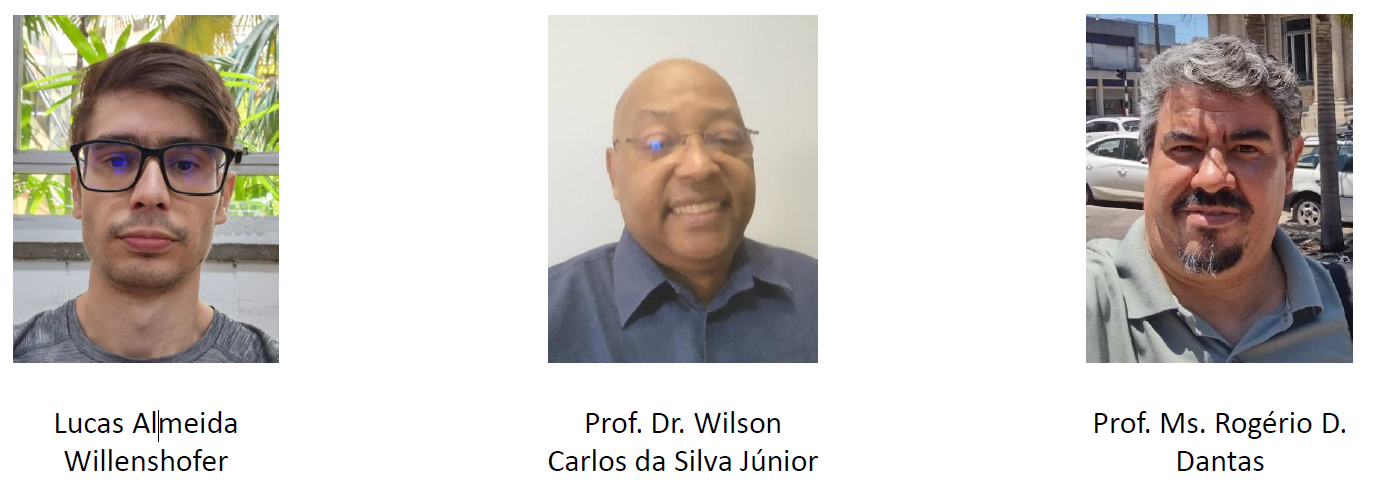 Lucas Almeida
Willenshofer
Prof. Dr. Wilson
Carlos da Silva Júnior
Prof. Ms. Rogério D.
Dantas